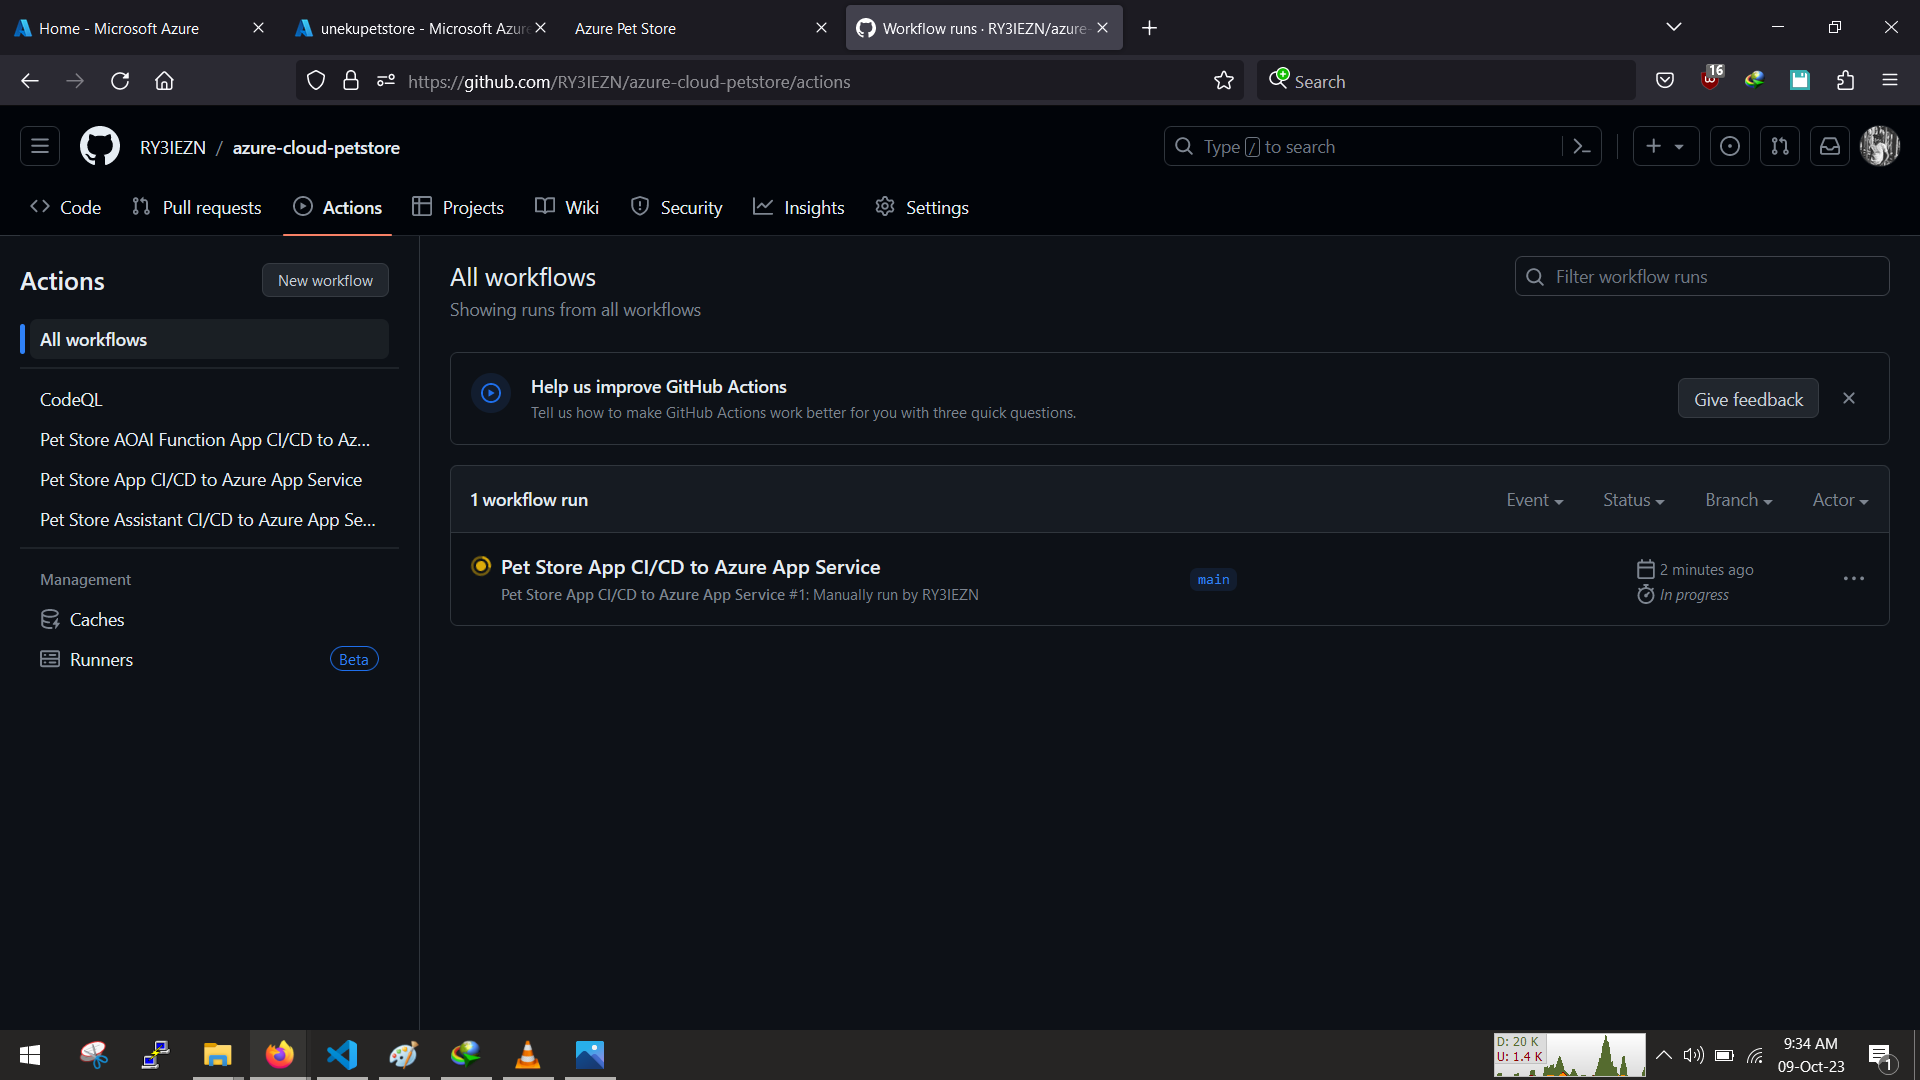 Home - Microsoft Azure
unekupetstore - Microsoft Azure
Azure Pet Store
Workflow runs · RY3IEZN/azure-
https://github.com/RY3IEZN/azure-cloud-petstore/actions
Search
16
RY3IEZN / azure-cloud-petstore
Type / to search
Code
Pull requests
Actions
Projects
Wiki
Security
Insights
Settings
Actions
New workflow
All workflows
CodeQL
Pet Store AOAI Function App CI/CD to Az...
Pet Store App CI/CD to Azure App Service
Pet Store Assistant CI/CD to Azure App Se...
Management
Caches
Runners
Beta
All workflows
Showing runs from all workflows
Filter workflow runs
Help us improve GitHub Actions
Tell us how to make GitHub Actions work better for you with three quick questions.
Give feedback
1 workflow run
Event
Status
Branch
Actor
Pet Store App CI/CD to Azure App Service
Pet Store App CI/CD to Azure App Service #1: Manually run by RY3IEZN
main
2 minutes ago
In progress
D: 20 K
U: 1.4 K
9:34 AM
09-Oct-23
1